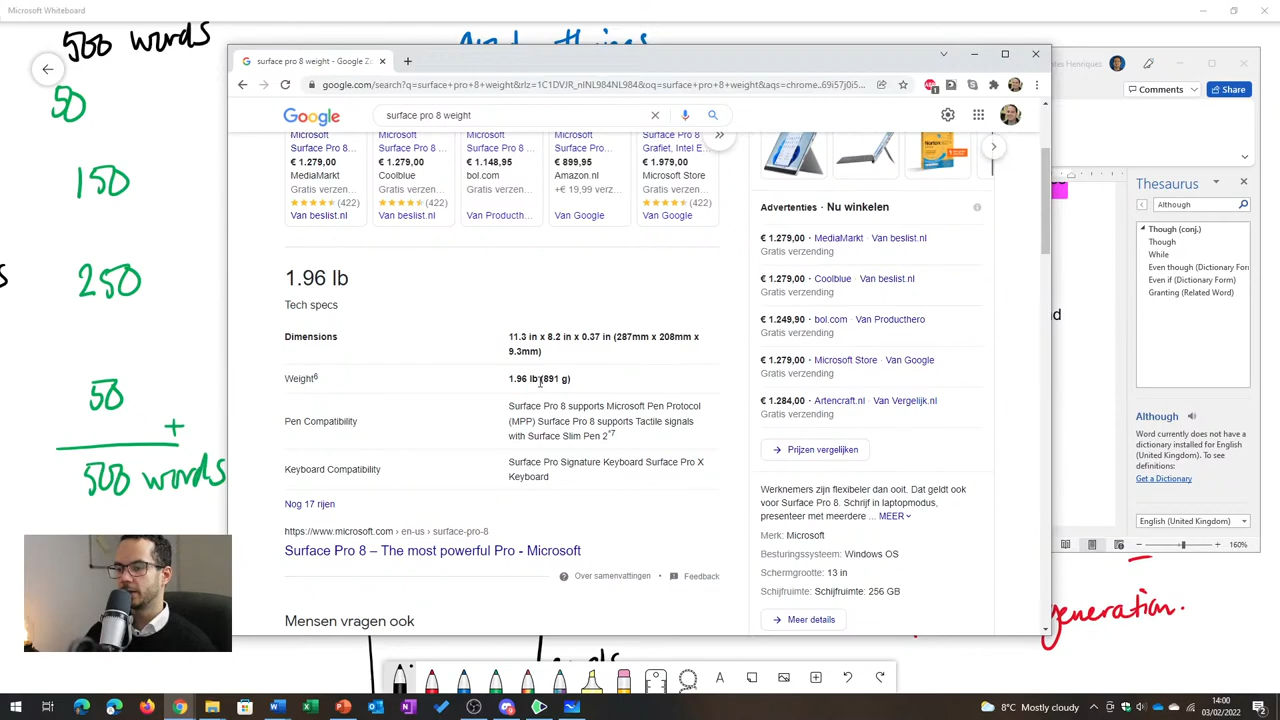 Microsoft Whiteboard
500 words
50
150
250
50
+
500 words
surface pro 8 weight - Google Zo
google.com/search?q=surface+pro+8+weight&rlz=1C1DVJR_nlNL984NL984&oq=surface+pro+8+weight&aqs=chrome..69i57j0i5...
Google
surface pro 8 weight
Microsoft
Surface Pro 8...
€ 1.279,00
MediaMarkt
Gratis verzen...
(422)
Van beslist.nl
Microsoft
Surface Pro 8...
€ 1.279,00
Coolblue
Gratis verzen...
(422)
Van beslist.nl
Microsoft
Surface Pro 8...
€ 1.148,95
bol.com
Gratis verzen...
Van Producth...
Microsoft
Surface Pro...
€ 899,95
Amazon.nl
+€ 19,99 verz...
Van Google
Surface Pro 8
Grafiet, Intel E...
€ 1.979,00
Microsoft Store
Gratis verzen...
(422)
Van Google
1.96 lb
Tech specs
Dimensions
11.3 in x 8.2 in x 0.37 in (287mm x 208mm x
9.3mm)
Weight6
1.96 lb (891 g)
Pen Compatibility
Surface Pro 8 supports Microsoft Pen Protocol
(MPP) Surface Pro 8 supports Tactile signals
with Surface Slim Pen 2*7
Keyboard Compatibility
Surface Pro Signature Keyboard Surface Pro X
Keyboard
Nog 17 rijen
https://www.microsoft.com › en-us › surface-pro-8
Surface Pro 8 – The most powerful Pro - Microsoft
Over samenvattingen • Feedback
Mensen vragen ook
Advertenties · Nu winkelen
€ 1.279,00 · MediaMarkt · Van beslist.nl
Gratis verzending
€ 1.279,00 · Coolblue · Van beslist.nl
Gratis verzending
€ 1.249,90 · bol.com · Van Producthero
Gratis verzending
€ 1.279,00 · Microsoft Store · Van Google
Gratis verzending
€ 1.284,00 · Artencraft.nl · Van Vergelijk.nl
Gratis verzending
Prijzen vergelijken
Werknemers zijn flexibeler dan ooit. Dat geldt ook
voor Surface Pro 8. Schrijf in laptopmodus,
presenteer met meerdere ... MEER
Merk: Microsoft
Besturingssysteem: Windows OS
Schermgrootte: 13 in
Schijfruimte: Schijfruimte: 256 GB
Meer details
Henriques
Comments
Share
Thesaurus
Although
Though (conj.)
Though
While
Even though (Dictionary For
Even if (Dictionary Form)
Granting (Related Word)
Although
Word currently does not have a
dictionary installed for English
(United Kingdom). To see
definitions:
Get a Dictionary
English (United Kingdom)
160%
generation.
8°C Mostly cloudy
ENG
14:00
03/02/2022